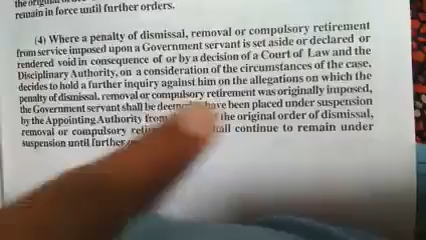 the original
remain in force until further orders.
(4) Where a penalty of dismissal, removal or compulsory retirement
from service imposed upon a Government servant is set aside or declared or
rendered void in consequence of or by a decision of a Court of Law and the
Disciplinary Authority, on a consideration of the circumstances of the case,
decides to hold a further inquiry against him on the allegations on which the
penalty of dismissal, removal or compulsory retirement was originally imposed,
the Government servant shall be have been placed under suspension
by the Appointing Authority from the original order of dismissal,
removal or compulsory continue to remain under
suspension until further